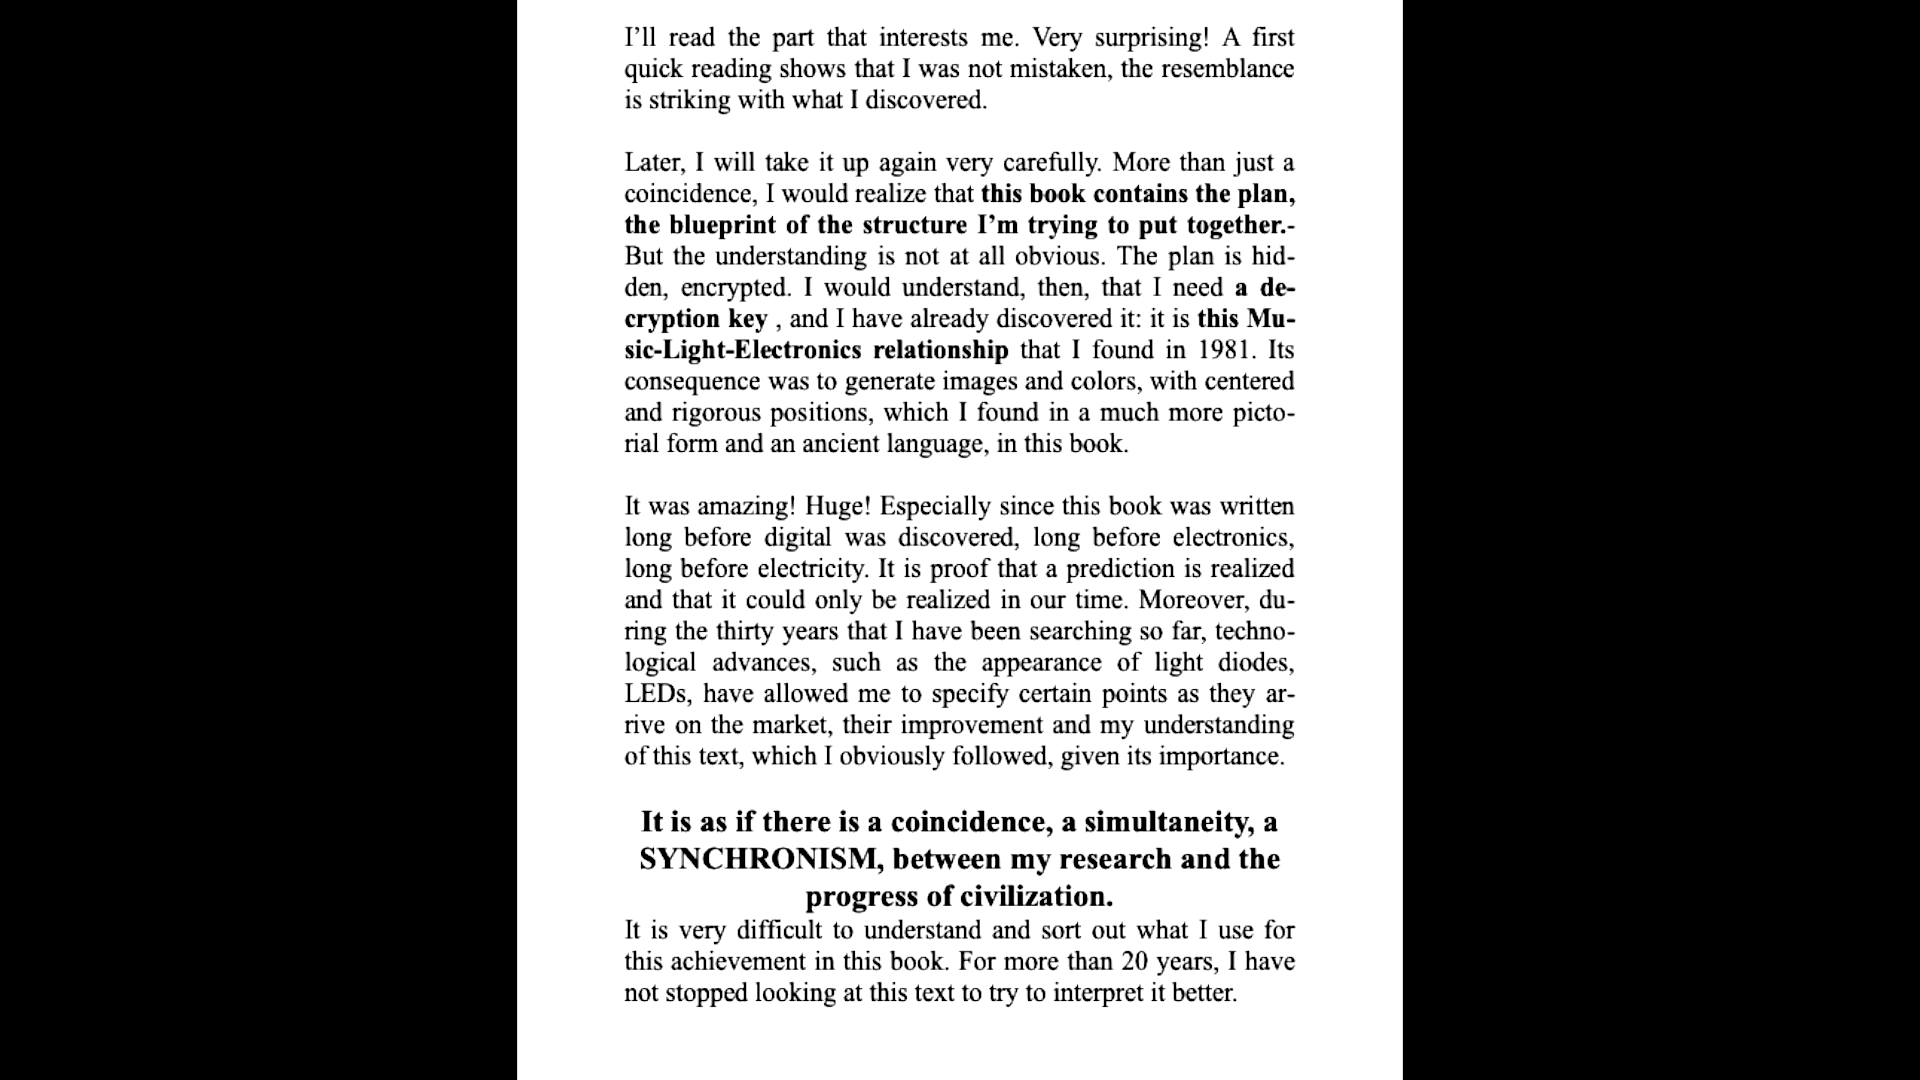 I’ll read the part that interests me. Very surprising! A first
quick reading shows that I was not mistaken, the resemblance
is striking with what I discovered.
Later, I will take it up again very carefully. More than just a
coincidence, I would realize that this book contains the plan,
the blueprint of the structure I’m trying to put together.-
But the understanding is not at all obvious. The plan is hid-
den, encrypted. I would understand, then, that I need a de-
cryption key , and I have already discovered it: it is this Mu-
sic-Light-Electronics relationship that I found in 1981. Its
consequence was to generate images and colors, with centered
and rigorous positions, which I found in a much more picto-
rial form and an ancient language, in this book.
It was amazing! Huge! Especially since this book was written
long before digital was discovered, long before electronics,
long before electricity. It is proof that a prediction is realized
and that it could only be realized in our time. Moreover, du-
ring the thirty years that I have been searching so far, techno-
logical advances, such as the appearance of light diodes,
LEDs, have allowed me to specify certain points as they ar-
rive on the market, their improvement and my understanding
of this text, which I obviously followed, given its importance.
It is as if there is a coincidence, a simultaneity, a
SYNCHRONISM, between my research and the
progress of civilization.
It is very difficult to understand and sort out what I use for
this achievement in this book. For more than 20 years, I have
not stopped looking at this text to try to interpret it better.